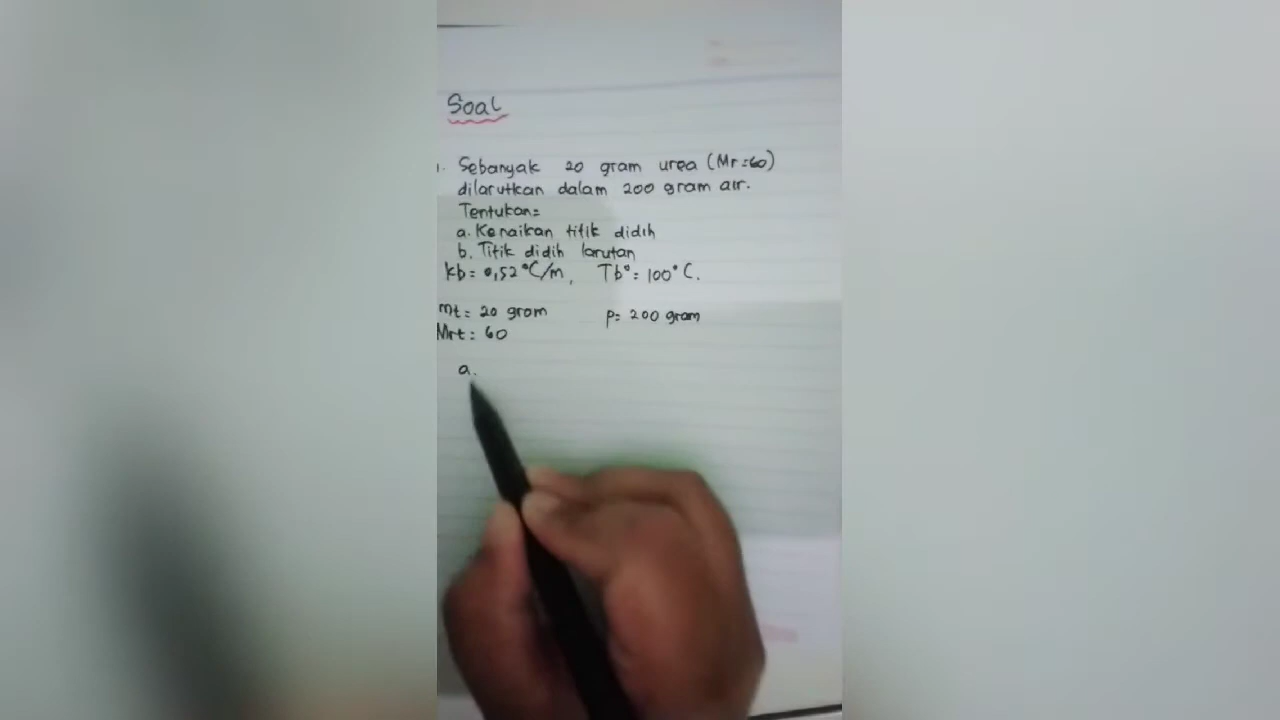 Soal
1. Sebanyak 20 gram urea (Mr=60)
dilarutkan dalam 200 gram air.
Tentukan=
a. Kenaikan titik didih
b. Titik didih larutan
kb= 0,52°C/m, Tb°= 100°C.
mt= 20 gram p= 200 gram
Mrt= 60
a.